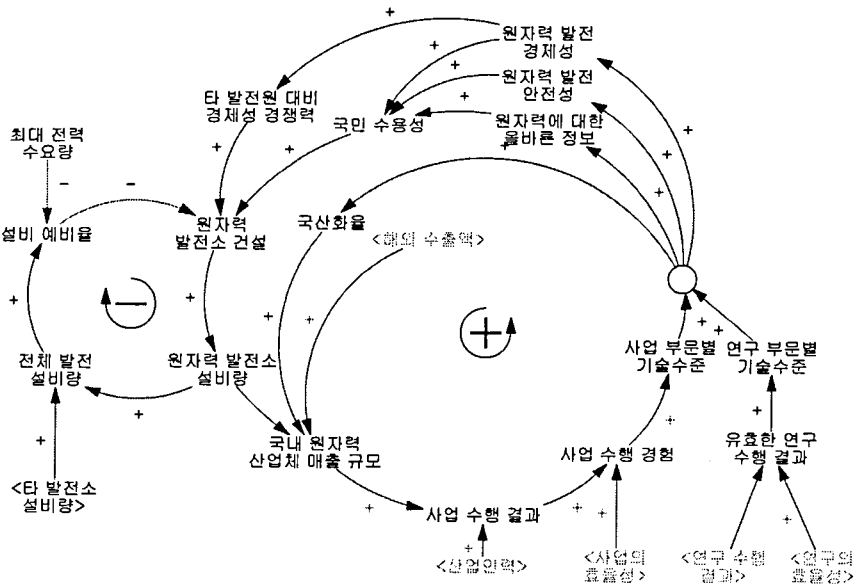 원자력 발전
경제성
원자력 발전
안전성
타 발전원 대비
경제성 경쟁력
국민 수용성
원자력에 대한
올바른 정보
최대 전력
수요량
설비 예비율
원자력
발전소 건설
국산화율
<해외 수출액>
전체 발전
설비량
원자력 발전소
설비량
사업 부문별
기술수준
연구 부문별
기술수준
국내 원자력
산업체 매출 규모
사업 수행 경험
유효한 연구
수행 결과
<타 발전소
설비량>
사업 수행 결과
<산업인력>
<사업의
효율성>
<연구 수행
결과>
<연구의
효율성>